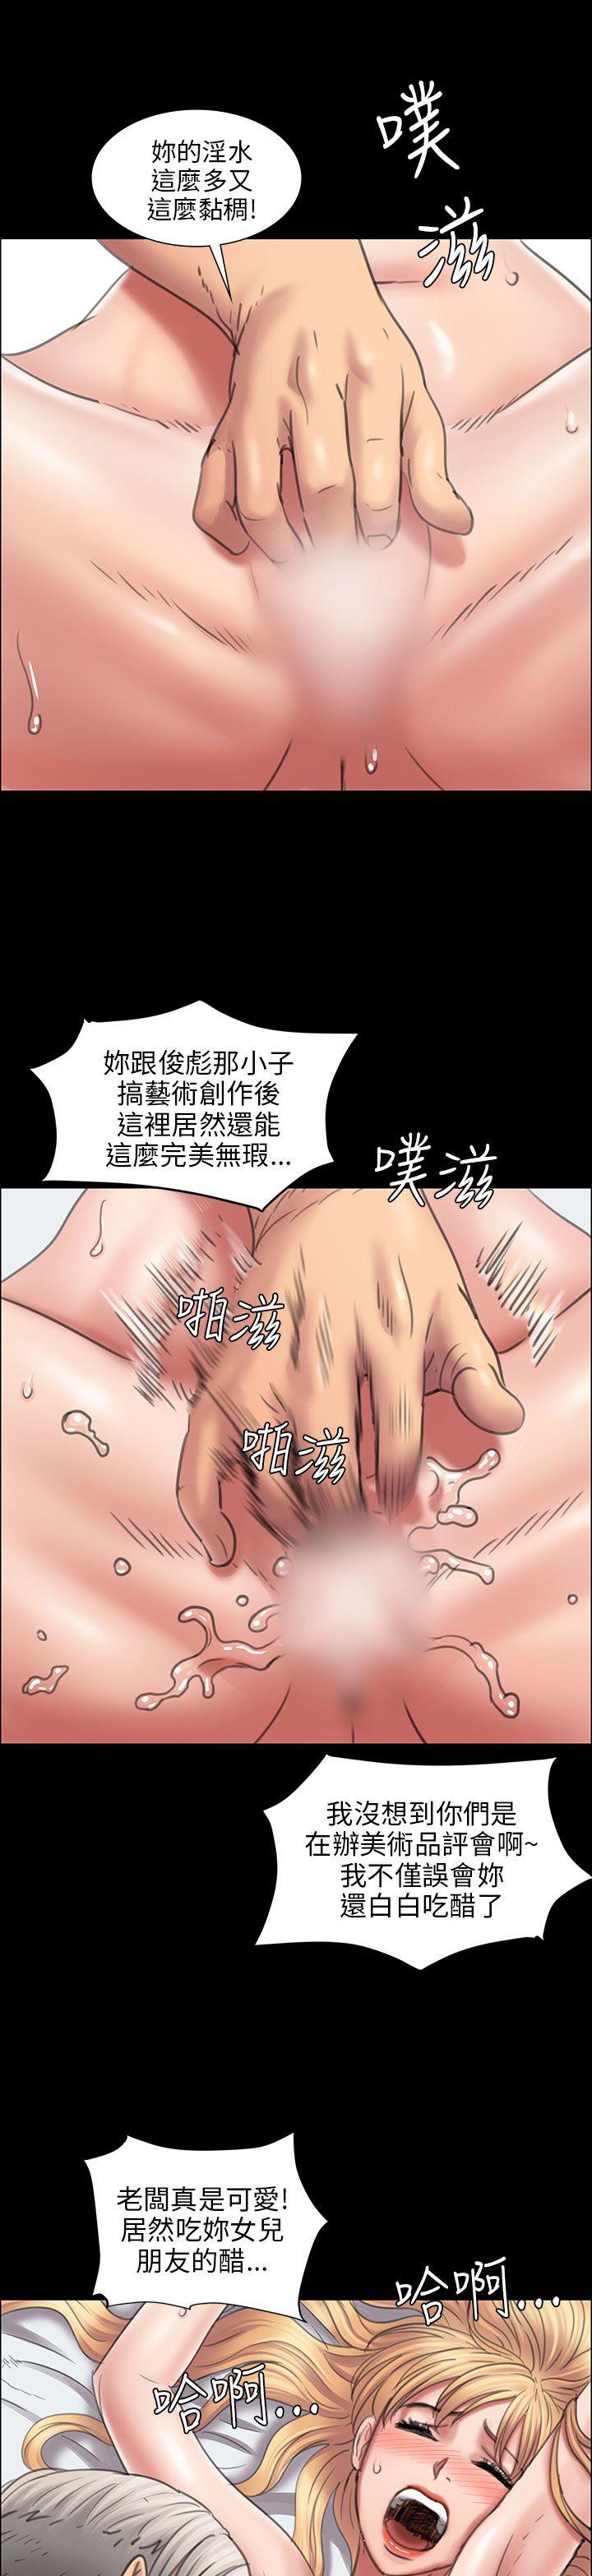 妳的淫水
這麼多又
這麼黏稠!
噗
滋
妳跟俊彪那小子
搞藝術創作後
這裡居然還能
這麼完美無瑕...
噗滋
啪滋
啪滋
我沒想到你們是
在辦美術品評會啊~
我不僅誤會妳
還白白吃醋了
老闆真是可愛!
居然吃妳女兒
朋友的醋...
哈啊...
哈啊...